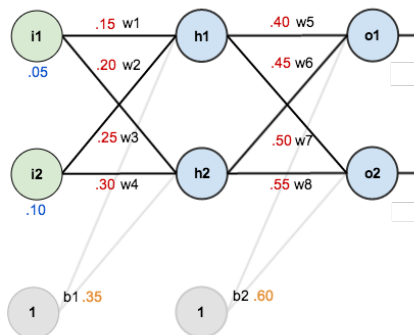 .15 w1
.40 w5
i1
h1
o1
.20 w2
.45 w6
.05
.25 w3
.50 w7
i2
h2
o2
.30 w4
.55 w8
.10
b1 .35
b2 .60
1
1